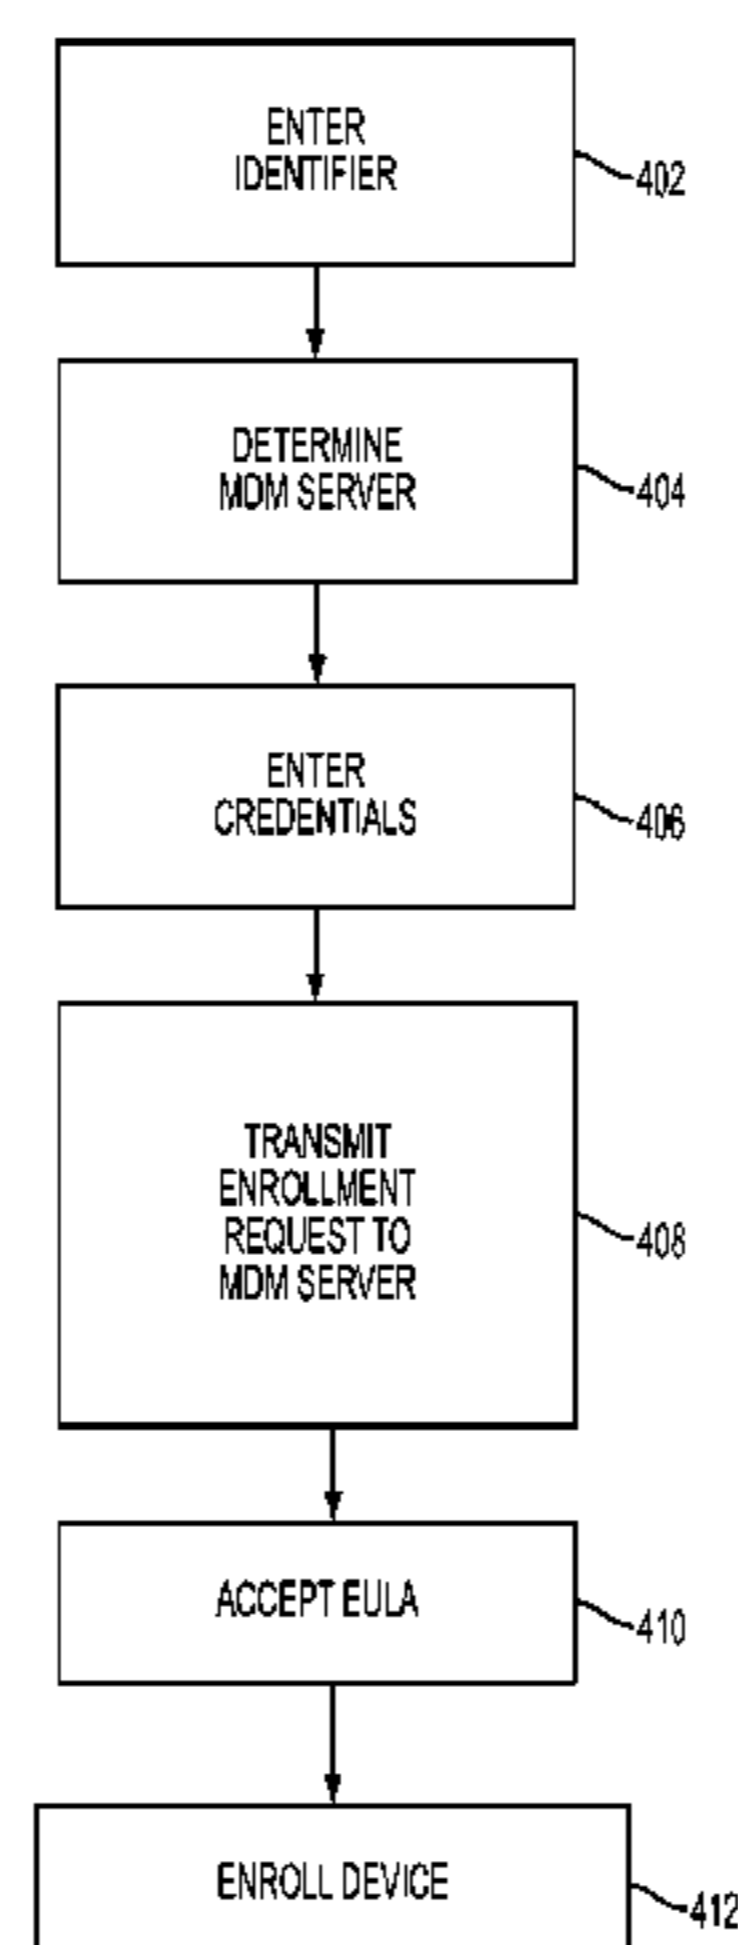 ENTER
IDENTIFIER
402
DETERMINE
MDM SERVER
404
ENTER
CREDENTIALS
406
TRANSMIT
ENROLLMENT
REQUEST TO
MDM SERVER
408
ACCEPT EULA
410
ENROLL DEVICE
412